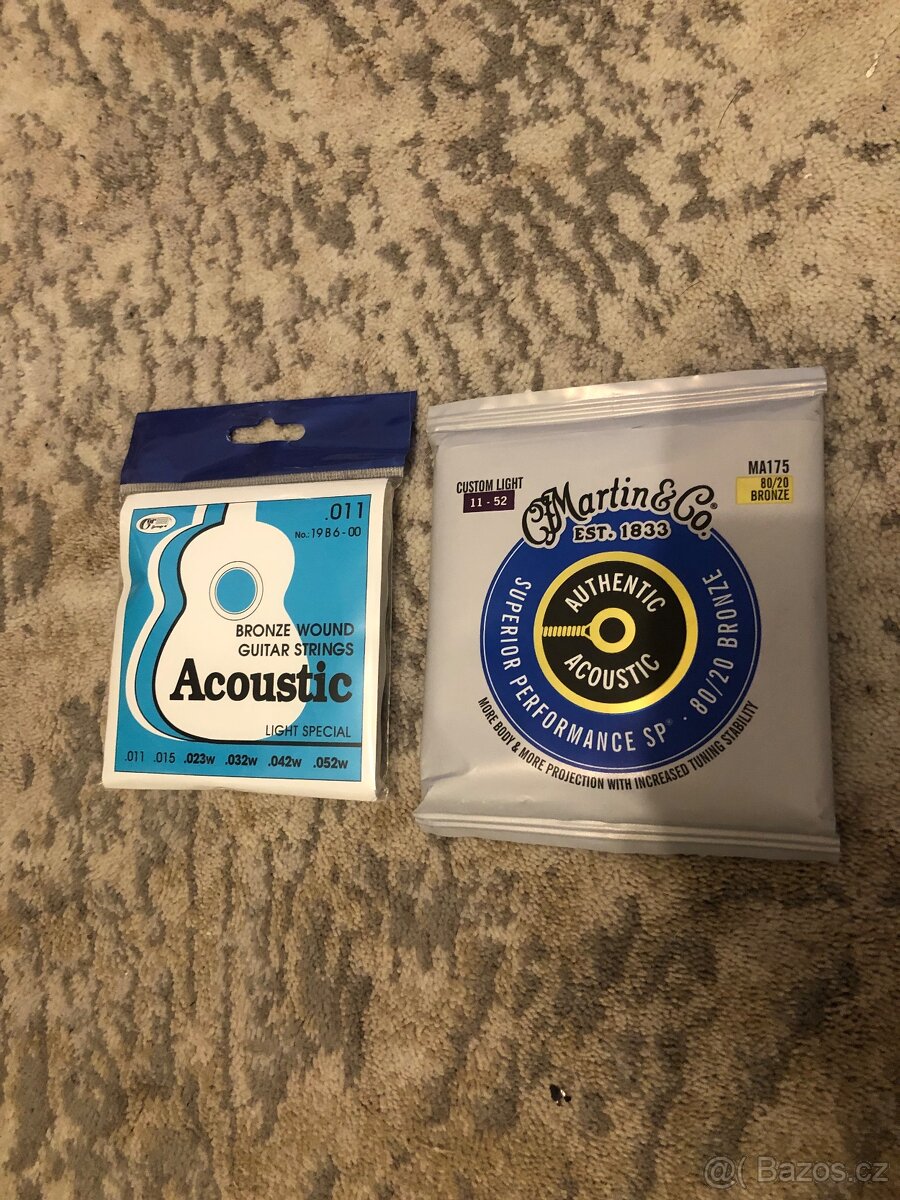 .011
No.: 19B6-00
BRONZE WOUND
GUITAR STRINGS
Acoustic
LIGHT SPECIAL
.011 .015 .023w .032w .042w .052w
CUSTOM LIGHT
11 - 52
MA175
80/20
BRONZE
Martin & Co.®
EST. 1833
AUTHENTIC
ACOUSTIC
SUPERIOR PERFORMANCE SP® · 80/20 BRONZE
MORE BODY & MORE PROJECTION WITH INCREASED TUNING STABILITY
@( Bazos.cz